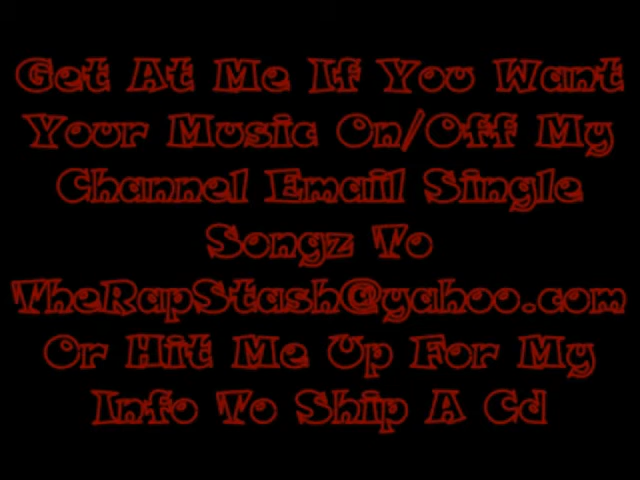 Get At Me If You Want
Your Music On/Off My
Channel Email Single
Songz To
TheRapStash@yahoo.com
Or Hit Me Up For My
Info To Ship A Cd